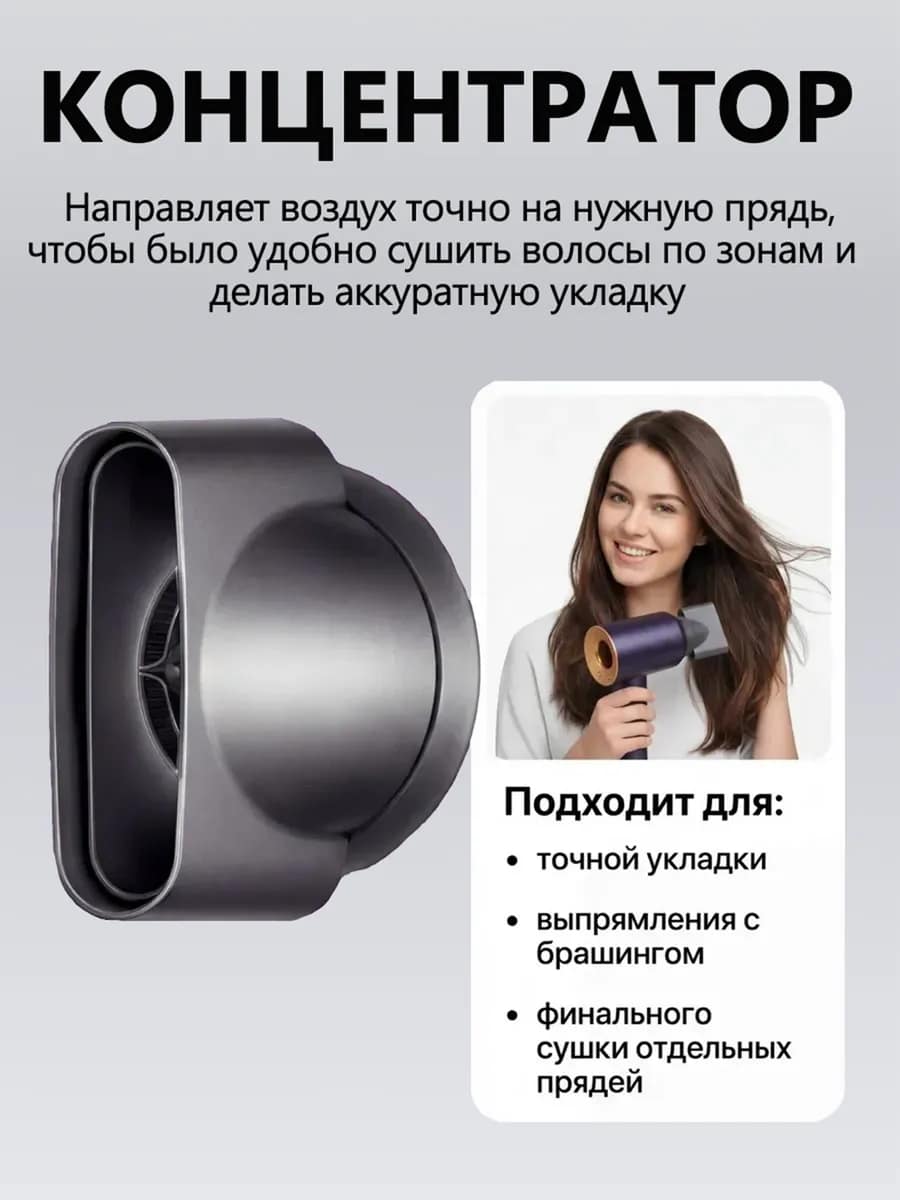 КОНЦЕНТРАТОР
Направляет воздух точно на нужную прядь,
чтобы было удобно сушить волосы по зонам и
делать аккуратную укладку
Подходит для:
• точной укладки
• выпрямления с
брашингом
• финального
сушки отдельных
прядей